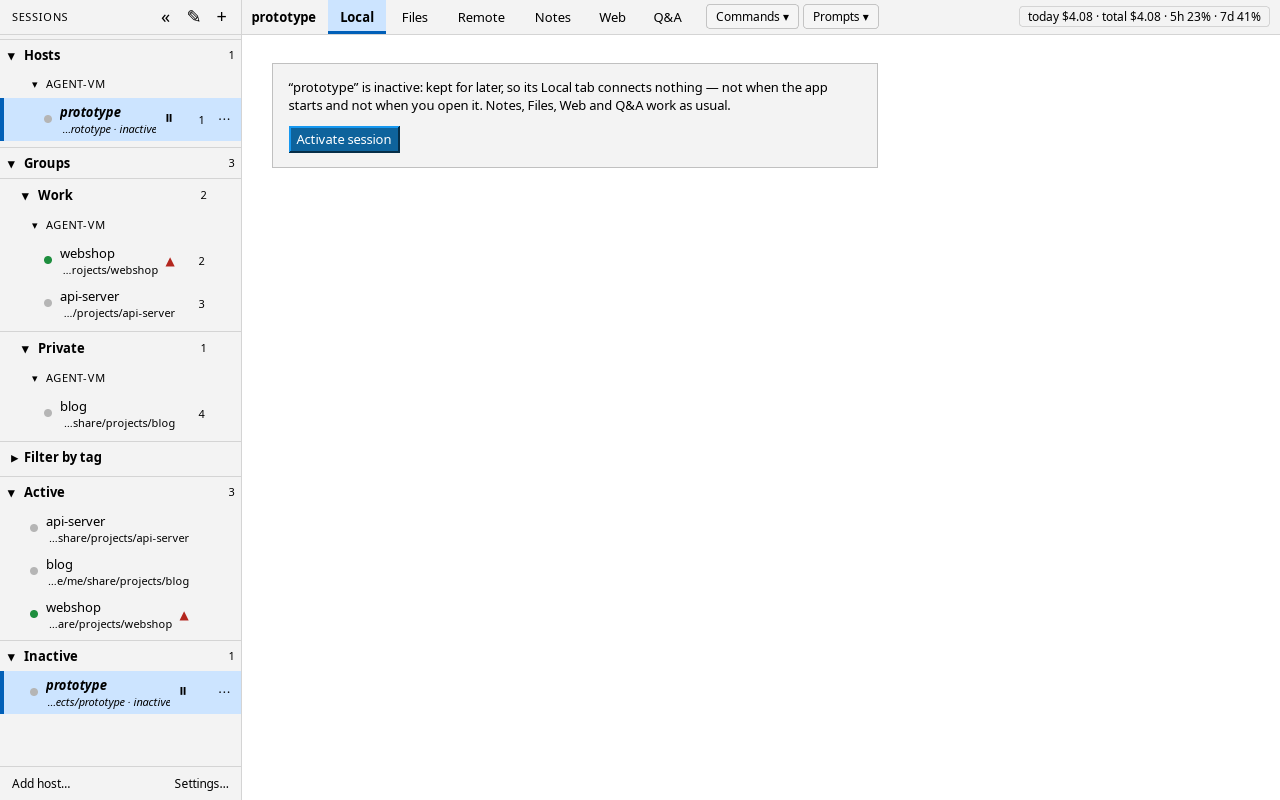 SESSIONS « ✎ +
▼ Hosts 1
▾ AGENT-VM
prototype ⏸ 1 ...
...rototype · inactive
▼ Groups 3
▼ Work 2
▾ AGENT-VM
webshop ▲ 2
...rojects/webshop
api-server 3
.../projects/api-server
▼ Private 1
▾ AGENT-VM
blog 4
...share/projects/blog
▶ Filter by tag
▼ Active 3
api-server
...share/projects/api-server
blog
...e/me/share/projects/blog
webshop ▲
...are/projects/webshop
▼ Inactive 1
prototype ⏸ ...
...ects/prototype · inactive
Add host... Settings...
prototype Local Files Remote Notes Web Q&A Commands ▾ Prompts ▾ today $4.08 · total $4.08 · 5h 23% · 7d 41%
“prototype” is inactive: kept for later, so its Local tab connects nothing — not when the app
starts and not when you open it. Notes, Files, Web and Q&A work as usual.
Activate session